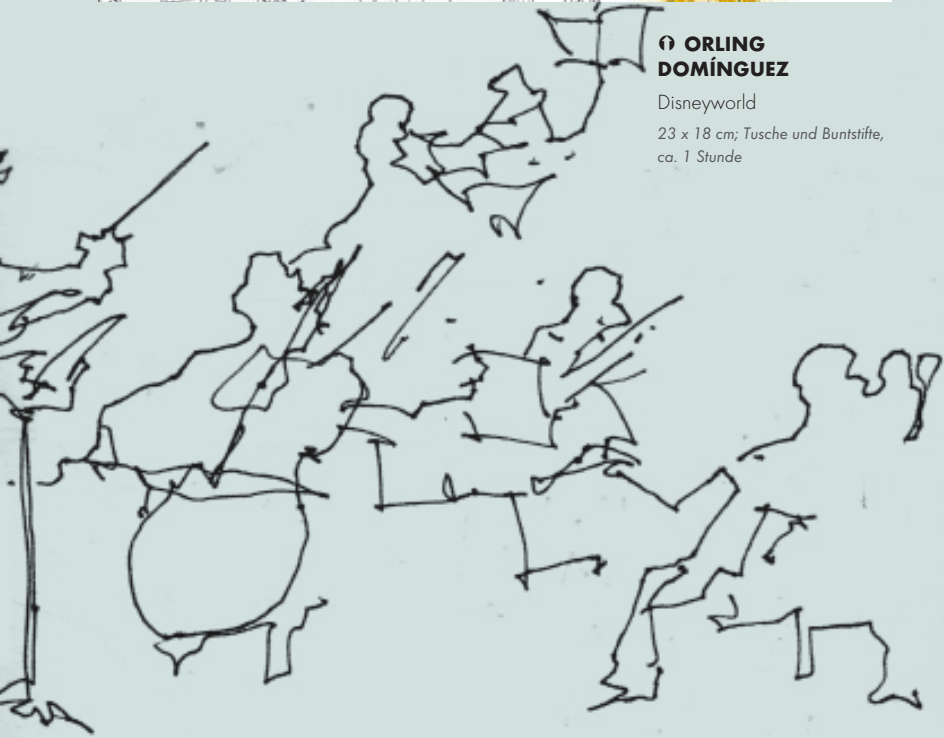 ORLING
DOMÍNGUEZ
Disneyworld
23 x 18 cm; Tusche und Buntstifte,
ca. 1 Stunde